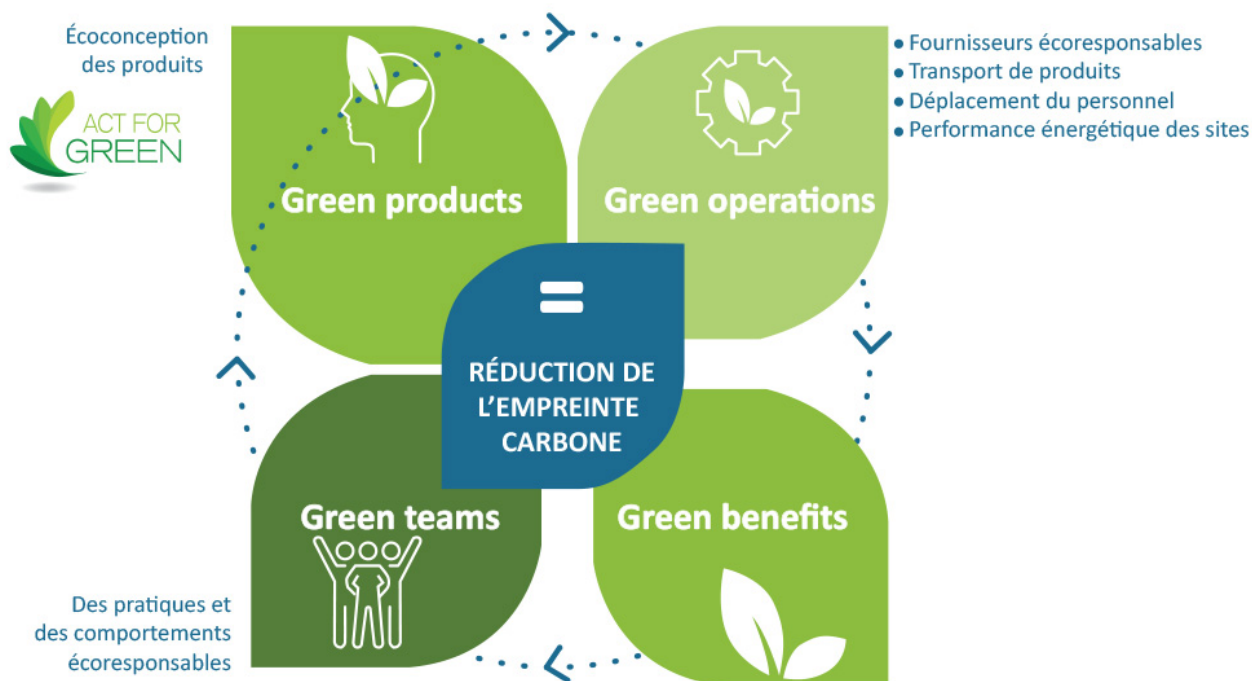 Écoconception
des produits
ACT FOR
GREEN
Green products
Green operations
• Fournisseurs écoresponsables
• Transport de produits
• Déplacement du personnel
• Performance énergétique des sites
=
RÉDUCTION DE
L’EMPREINTE
CARBONE
Green teams
Green benefits
Des pratiques et
des comportements
écoresponsables